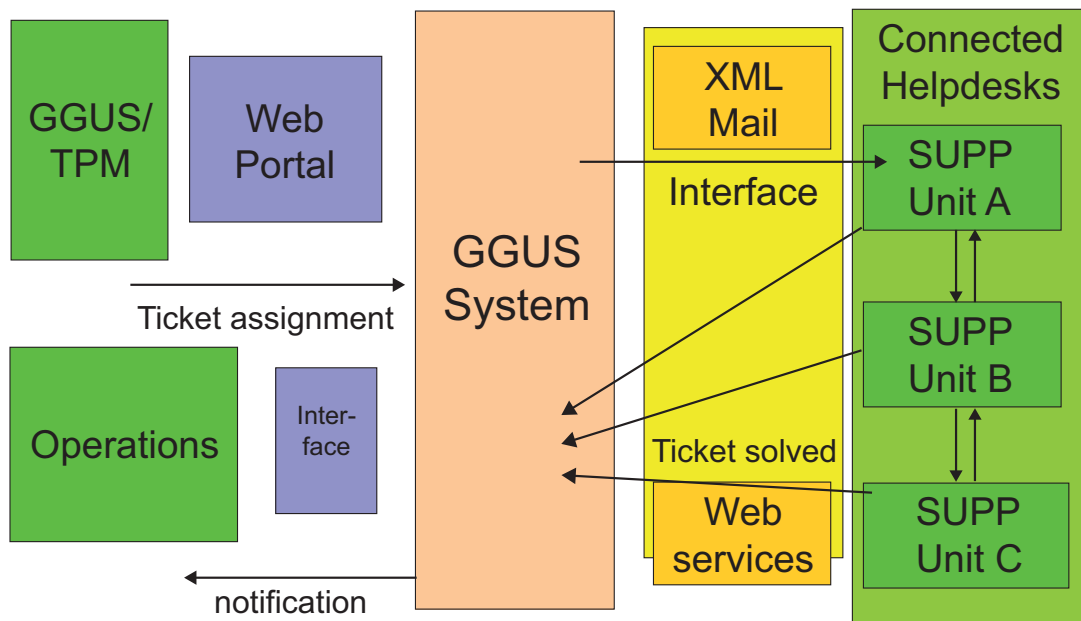 GGUS/
TPM
Web
Portal
Ticket assignment
Operations
Inter-
face
notification
GGUS
System
XML
Mail
Interface
Ticket solved
Web
services
Connected
Helpdesks
SUPP
Unit A
SUPP
Unit B
SUPP
Unit C